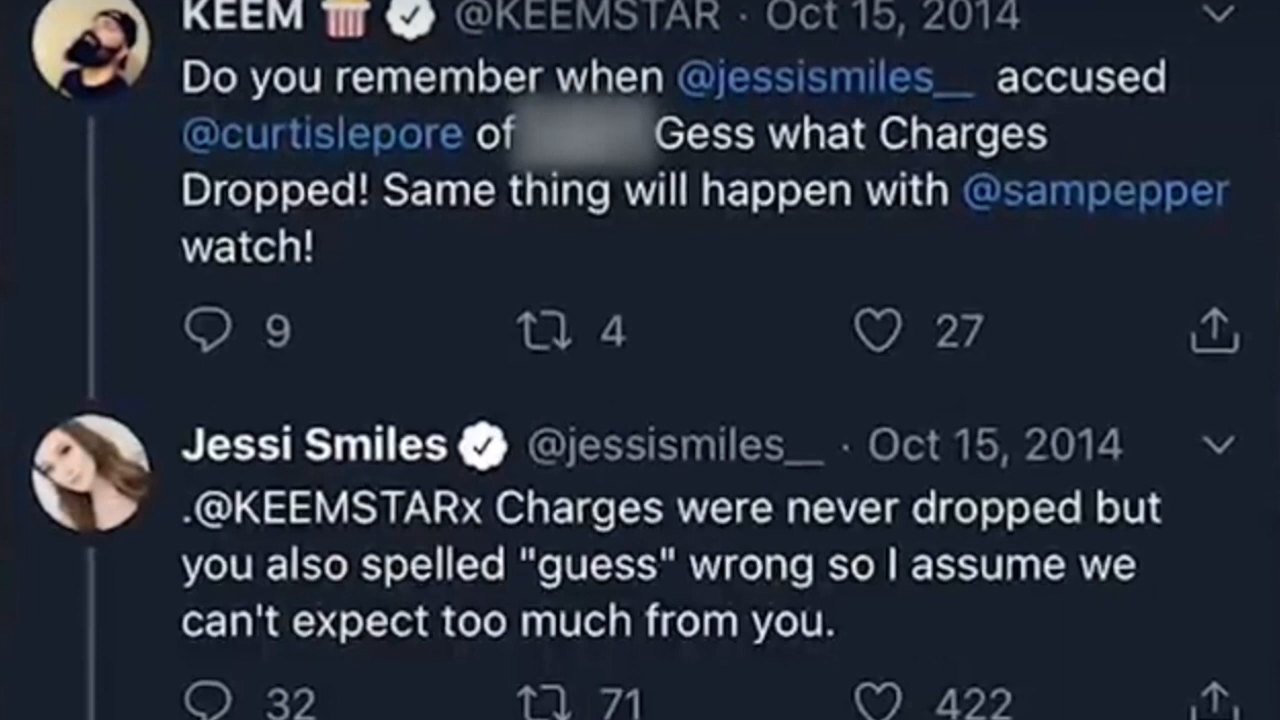 KEEM 🍿 @KEEMSTAR · Oct 15, 2014
Do you remember when @jessismiles__ accused
@curtislepore of Gess what Charges
Dropped! Same thing will happen with @sampepper
watch!
9 4 27
Jessi Smiles @jessismiles__ · Oct 15, 2014
.@KEEMSTARx Charges were never dropped but
you also spelled "guess" wrong so I assume we
can't expect too much from you.
32 71 422